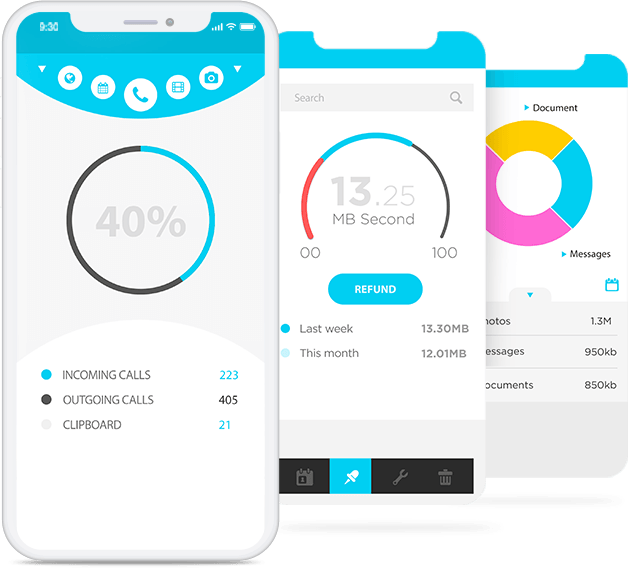 9:30
40%
INCOMING CALLS 223
OUTGOING CALLS 405
CLIPBOARD 21
Search
13.25
MB Second
00 100
REFUND
Last week 13.30MB
This month 12.01MB
Document
Messages
hotos 1.3M
essages 950kb
ocuments 850kb